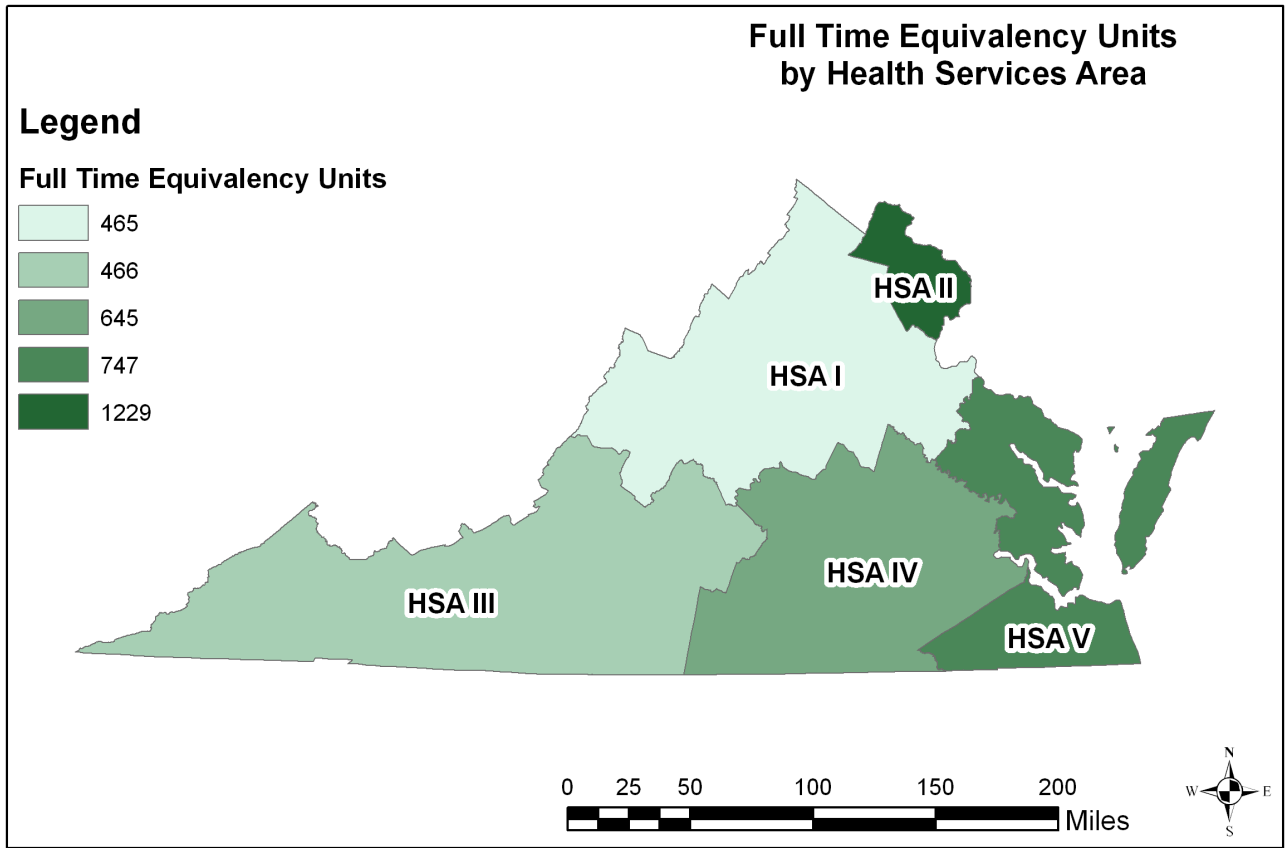 Full Time Equivalency Units
by Health Services Area
Legend
Full Time Equivalency Units
465
466
645
747
1229
HSA II
HSA I
HSA IV
HSA III
HSA V
0 25 50 100 150 200
Miles
N
W E
S